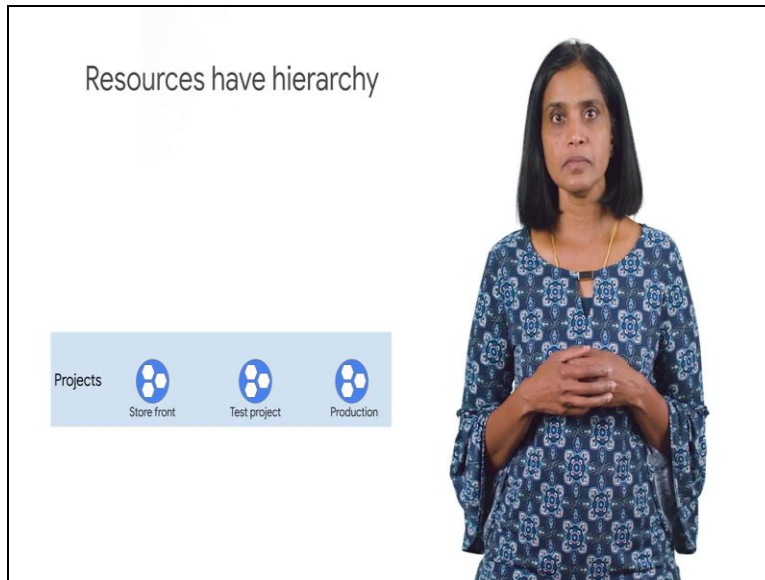 Resources have hierarchy
Projects
Store front
Test project
Production